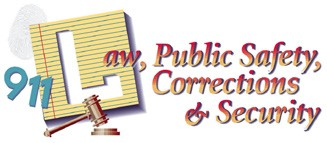 Law, Public Safety,
Corrections
& Security
911